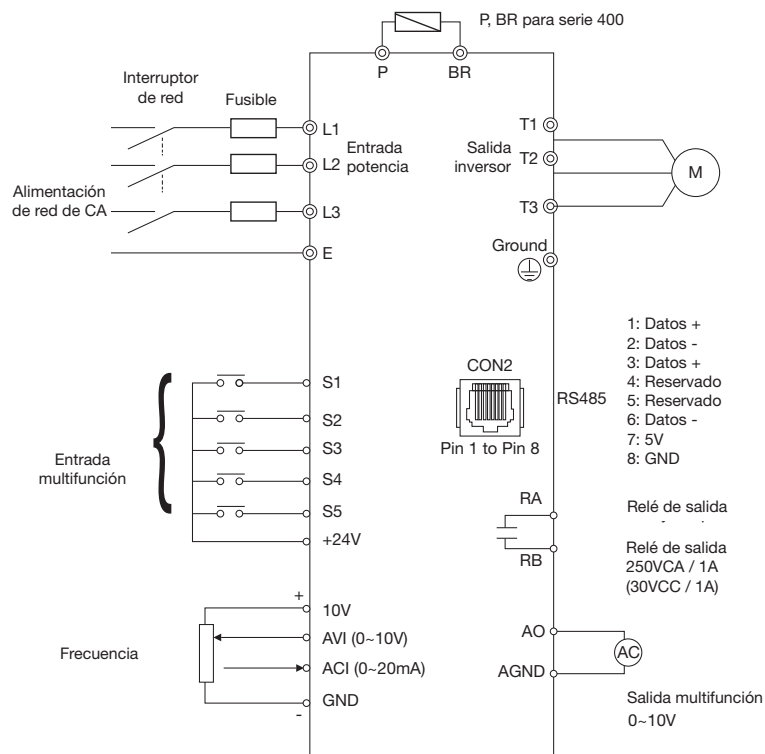 P, BR para serie 400
P
BR
Interruptor
de red
Fusible
L1
Entrada
potencia
L2
L3
Alimentación
de red de CA
E
T1
Salida
inversor
T2
T3
M
Ground
S1
S2
S3
S4
S5
+24V
Entrada
multifunción
CON2
Pin 1 to Pin 8
RS485
1: Datos +
2: Datos -
3: Datos +
4: Reservado
5: Reservado
6: Datos -
7: 5V
8: GND
RA
RB
Relé de salida
Relé de salida
250VCA / 1A
(30VCC / 1A)
Frecuencia
+
10V
AVI (0~10V)
ACI (0~20mA)
GND
-
AO
AGND
AC
Salida multifunción
0~10V